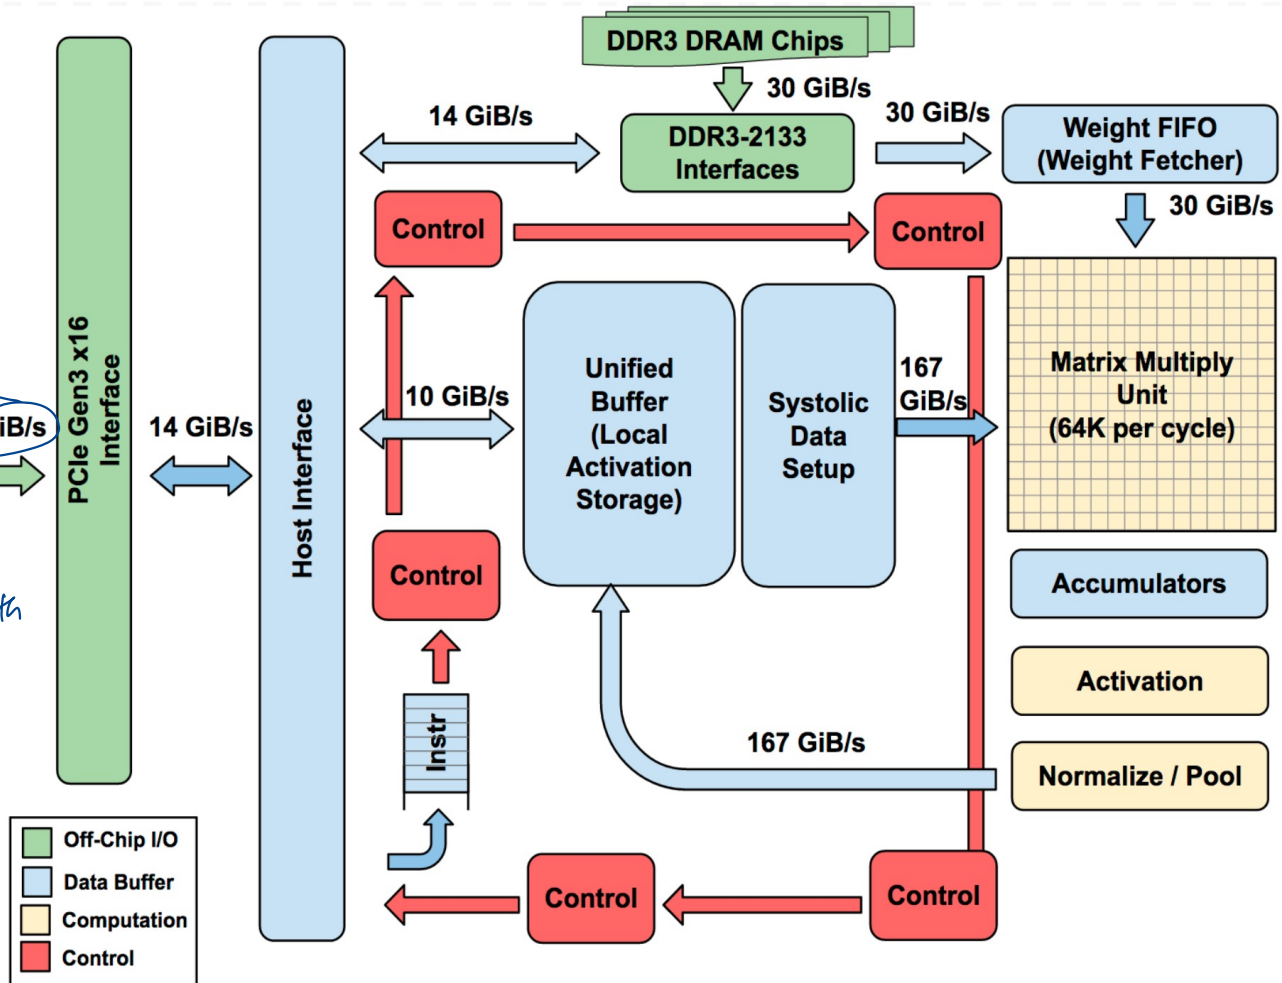 DDR3 DRAM Chips
30 GiB/s
14 GiB/s
DDR3-2133
Interfaces
30 GiB/s
Weight FIFO
(Weight Fetcher)
30 GiB/s
Control
Control
PCIe Gen3 x16
Interface
14 GiB/s
Host Interface
10 GiB/s
Unified
Buffer
(Local
Activation
Storage)
Systolic
Data
Setup
167
GiB/s
Matrix Multiply
Unit
(64K per cycle)
Control
Accumulators
Activation
Instr
167 GiB/s
Normalize / Pool
Control
Control
Off-Chip I/O
Data Buffer
Computation
Control